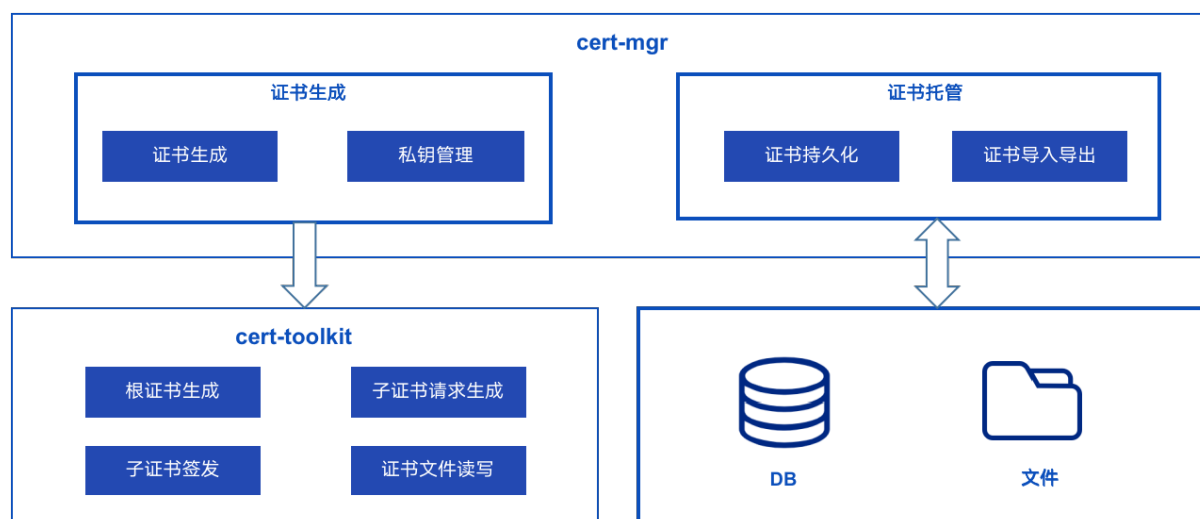 cert-mgr
证书生成
证书生成
私钥管理
证书托管
证书持久化
证书导入导出
cert-toolkit
根证书生成
子证书请求生成
子证书签发
证书文件读写
DB
文件